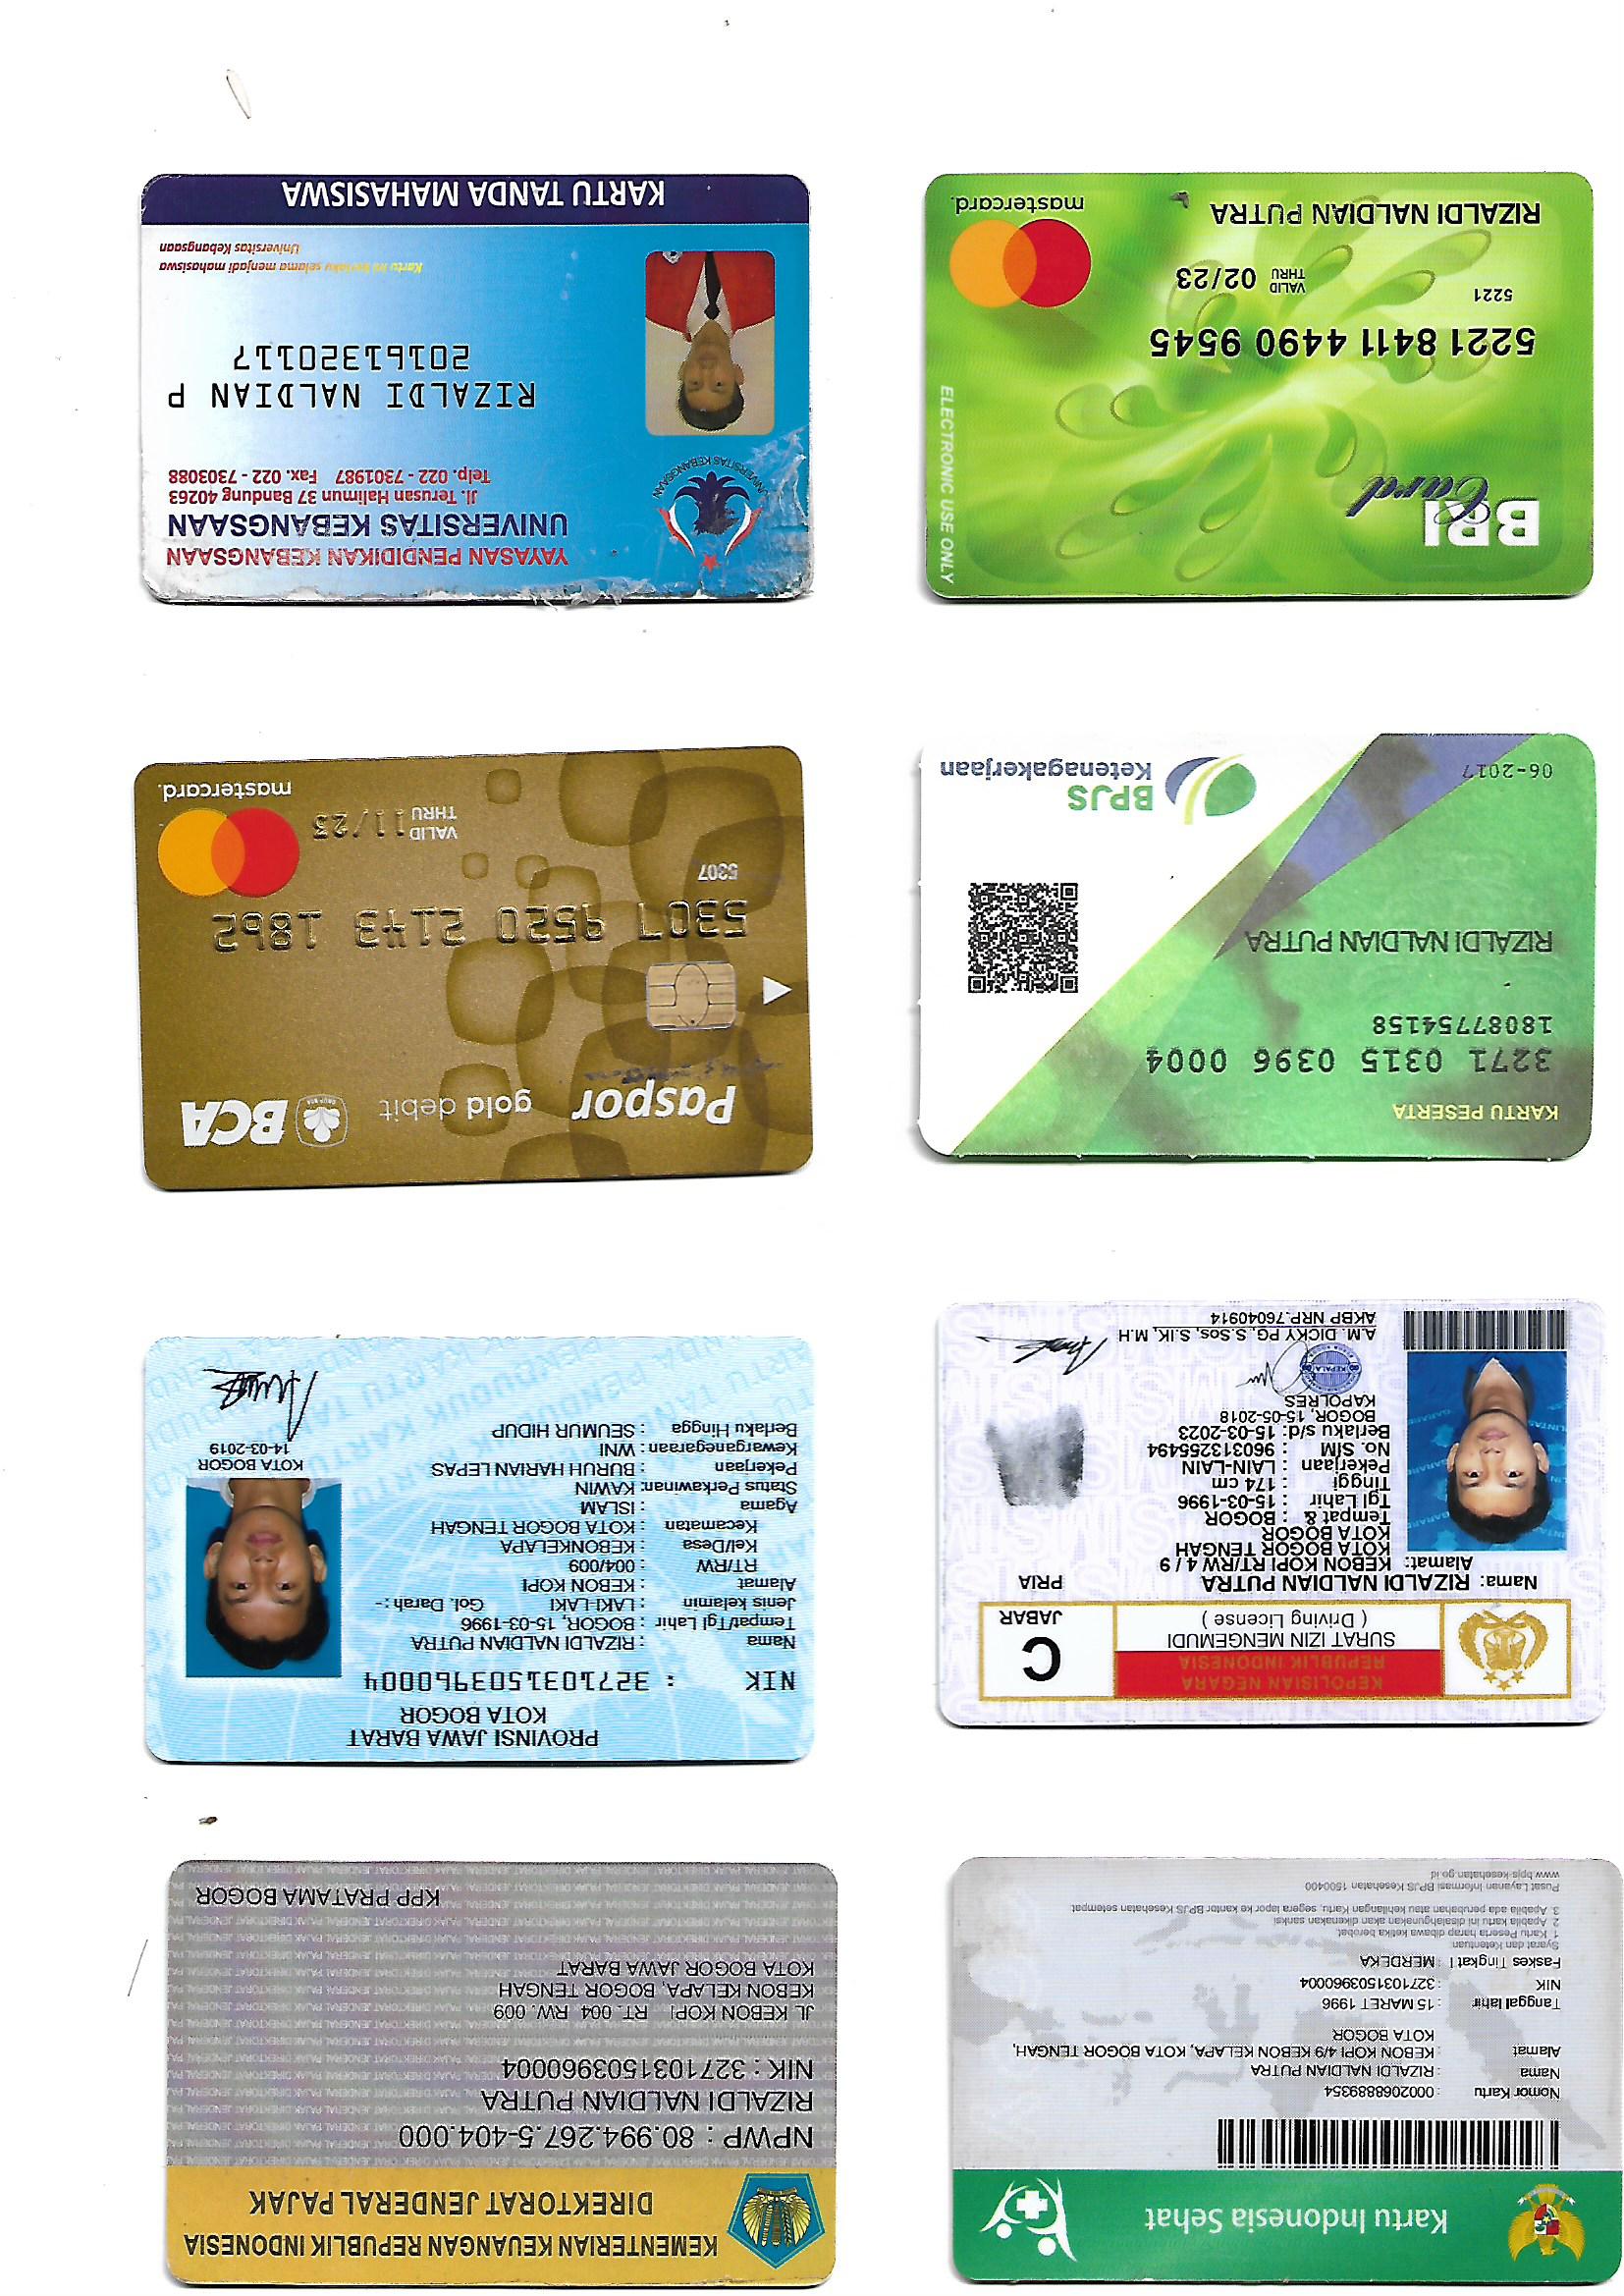 Kartu Indonesia Sehat
Nomor Kartu : 0002068889354
Nama : RIZALDI NALDIAN PUTRA
Alamat : KEBON KOPI 4/9 KEBON KELAPA, KOTA BOGOR TENGAH,
KOTA BOGOR
Tanggal lahir : 15 MARET 1996
NIK : 3271031503960004
Faskes Tingkat I : MERDEKA
Syarat dan Ketentuan:
1. Kartu Peserta harap dibawa ketika berobat.
2. Apabila kartu ini disalahgunakan akan dikenakan sanksi.
3. Apabila ada perubahan atau kehilangan Kartu, segera lapor ke kantor BPJS Kesehatan setempat.
Pusat Layanan Informasi BPJS Kesehatan 1500400
www.bpjs-kesehatan.go.id
KEMENTERIAN KEUANGAN REPUBLIK INDONESIA
DIREKTORAT JENDERAL PAJAK
NPWP : 80.994.267.5-404.000
RIZALDI NALDIAN PUTRA
NIK : 3271031503960004
JL KEBON KOPI RT. 004 RW. 009
KEBON KELAPA, BOGOR TENGAH
KOTA BOGOR JAWA BARAT
KPP PRATAMA BOGOR
KEPOLISIAN NEGARA
REPUBLIK INDONESIA
SURAT IZIN MENGEMUDI
( Driving License )
C
JABAR
Nama: RIZALDI NALDIAN PUTRA PRIA
Alamat: KEBON KOPI RT/RW 4 / 9
KOTA BOGOR TENGAH
KOTA BOGOR
Tempat & : BOGOR
Tgl Lahir : 15-03-1996
Tinggi : 174 cm
Pekerjaan : LAIN-LAIN
No. SIM : 960313255494
Berlaku s/d: 15-03-2023
BOGOR, 15-05-2018
KAPOLRES
A.M. DICKY PG, S.Sos, S.IK, M.H
AKBP NRP.76040914
PROVINSI JAWA BARAT
KOTA BOGOR
NIK : 3271031503960004
Nama : RIZALDI NALDIAN PUTRA
Tempat/Tgl Lahir : BOGOR, 15-03-1996
Jenis kelamin : LAKI-LAKI Gol. Darah : -
Alamat : KEBON KOPI
RT/RW : 004/009
Kel/Desa : KEBONKELAPA
Kecamatan : KOTA BOGOR TENGAH
Agama : ISLAM
Status Perkawinan: KAWIN
Pekerjaan : BURUH HARIAN LEPAS
Kewarganegaraan: WNI
Berlaku Hingga : SEUMUR HIDUP
KOTA BOGOR
14-03-2019
KARTU PESERTA
3271 0315 0396 0004
18087754158
RIZALDI NALDIAN PUTRA
06-2017
BPJS
Ketenagakerjaan
Paspor gold debit BCA
5307 9520 2143 1862
5307
VALID THRU 11/23
mastercard.
BRI Card
ELECTRONIC USE ONLY
5221 8411 4490 9545
5221
VALID THRU 02/23
RIZALDI NALDIAN PUTRA
mastercard.
UNIVERSITAS KEBANGSAAN
YAYASAN PENDIDIKAN KEBANGSAAN
UNIVERSITAS KEBANGSAAN
Jl. Terusan Halimun 37 Bandung 40263
Telp. 022 - 7301987 Fax. 022 - 7303088
RIZALDI NALDIAN P
20161320117
Kartu ini berlaku selama menjadi mahasiswa
Universitas Kebangsaan
KARTU TANDA MAHASISWA